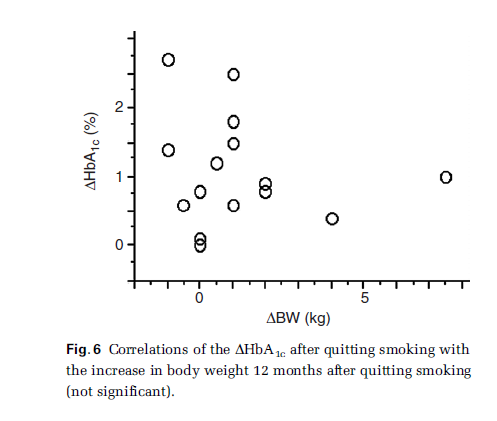 2
1
0
ΔHbA1c (%)
0 5
ΔBW (kg)
Fig. 6 Correlations of the ΔHbA1c after quitting smoking with
the increase in body weight 12 months after quitting smoking
(not significant).